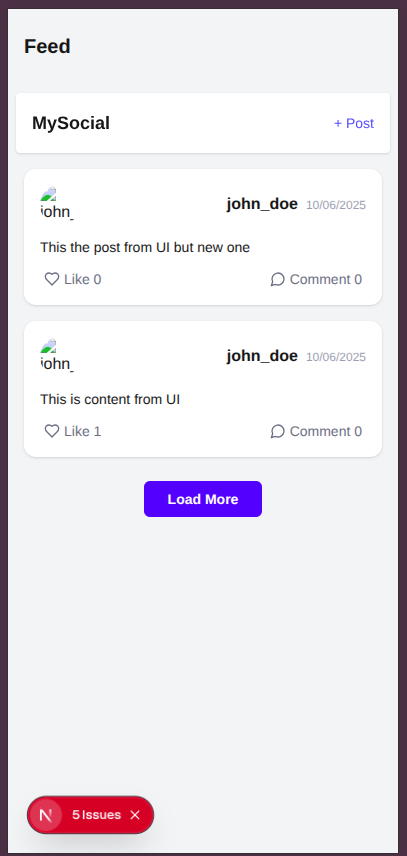 Feed
MySocial
+ Post
john_
john_doe 10/06/2025
This the post from UI but new one
Like 0
Comment 0
john_
john_doe 10/06/2025
This is content from UI
Like 1
Comment 0
Load More
N 5 Issues